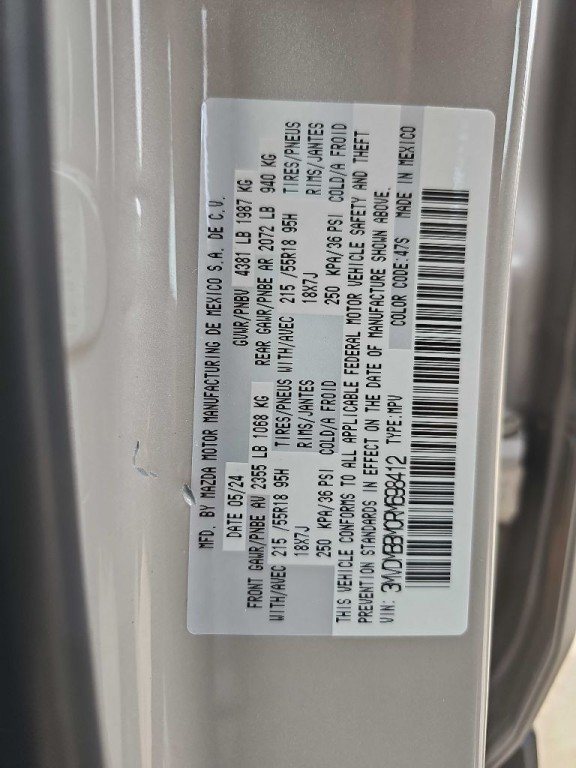 MFD. BY MAZDA MOTOR MANUFACTURING DE MEXICO S.A. DE C.V.
DATE 05/24 GVWR/PNBV 4381 LB 1987 KG
FRONT GAWR/PNBE AV 2355 LB 1068 KG REAR GAWR/PNBE AR 2072 LB 940 KG
WITH/AVEC 215 /55R18 95H TIRES/PNEUS WITH/AVEC 215 /55R18 95H TIRES/PNEUS
18X7J RIMS/JANTES 18X7J RIMS/JANTES
250 KPA/36 PSI COLD/A FROID 250 KPA/36 PSI COLD/A FROID
THIS VEHICLE CONFORMS TO ALL APPLICABLE FEDERAL MOTOR VEHICLE SAFETY AND THEFT
PREVENTION STANDARDS IN EFFECT ON THE DATE OF MANUFACTURE SHOWN ABOVE.
VIN: 3MVDMBBM0RM698412 TYPE:MPV COLOR CODE:47S MADE IN MEXICO